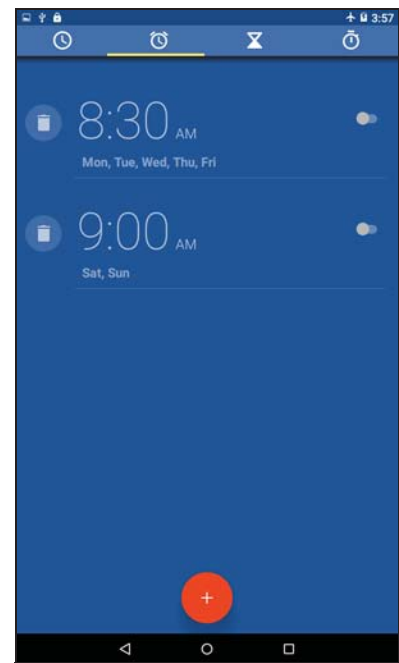 3:57
8:30 AM
Mon, Tue, Wed, Thu, Fri
9:00 AM
Sat, Sun